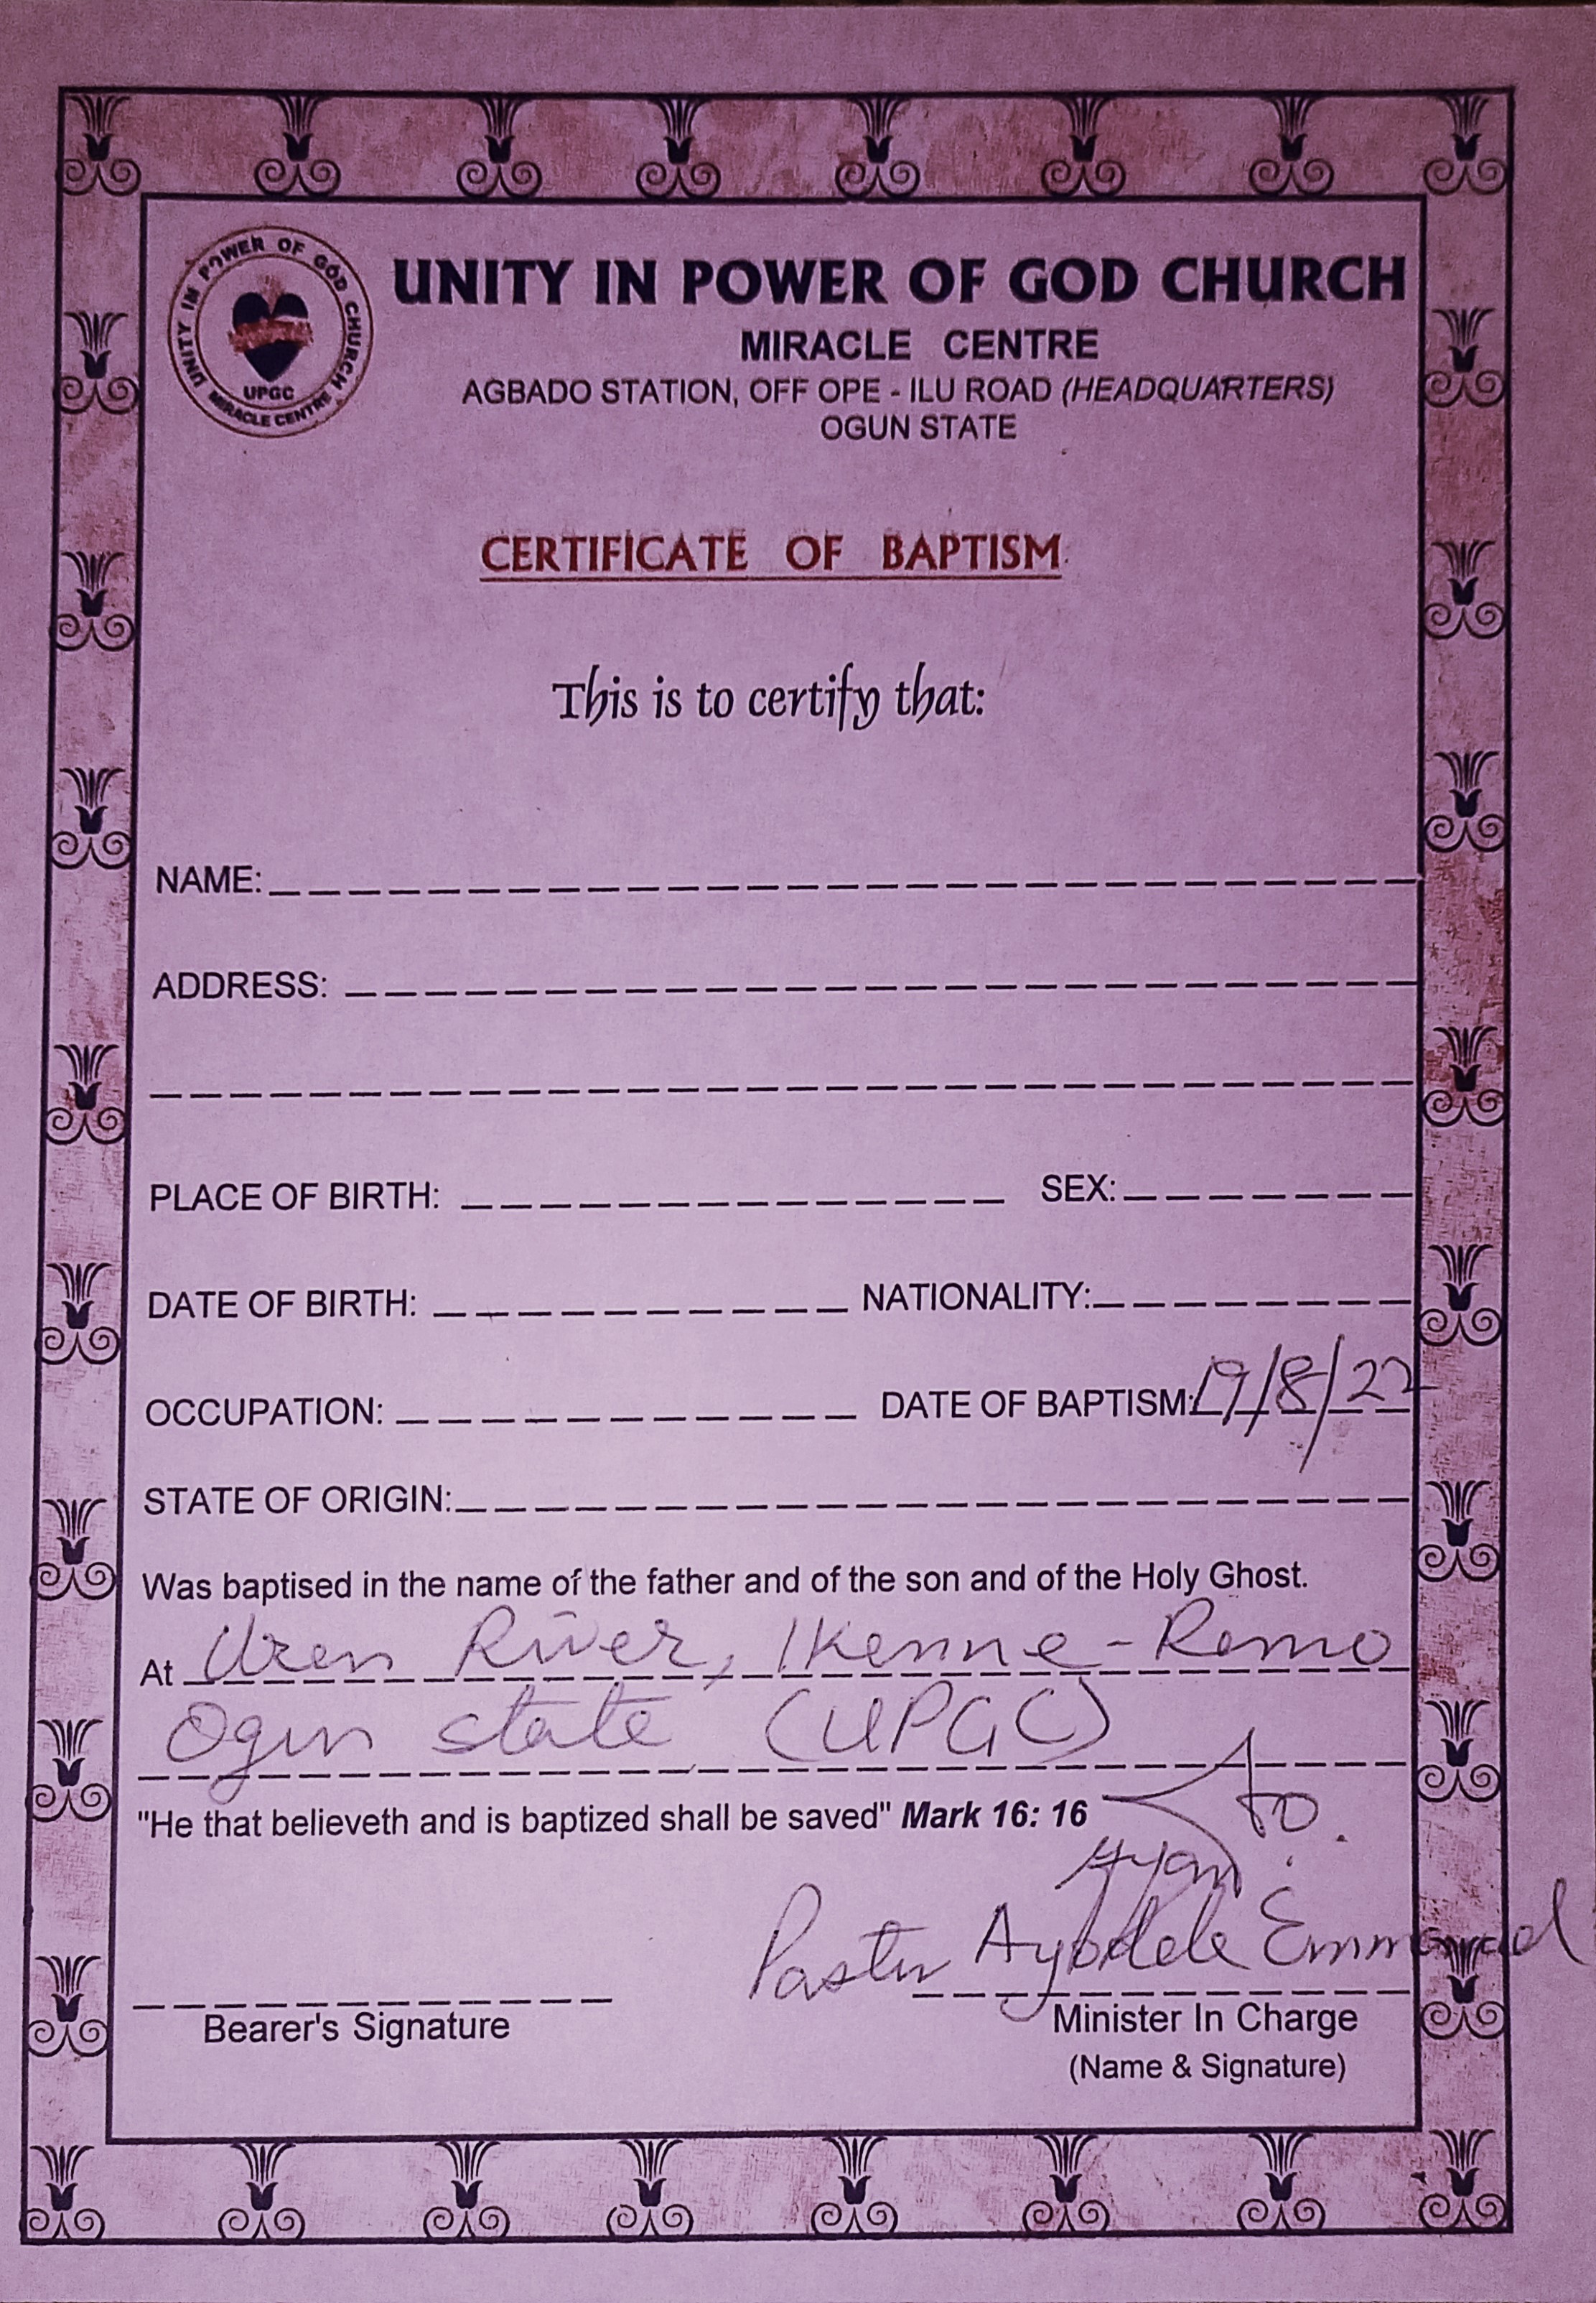 UNITY IN POWER OF GOD CHURCH
UPGC
MIRACLE CENTRE
UNITY IN POWER OF GOD CHURCH
MIRACLE CENTRE
AGBADO STATION, OFF OPE - ILU ROAD (HEADQUARTERS)
OGUN STATE
CERTIFICATE OF BAPTISM
This is to certify that:
NAME:
ADDRESS:
PLACE OF BIRTH: SEX:
DATE OF BIRTH: NATIONALITY:
OCCUPATION: DATE OF BAPTISM: 19/8/22
STATE OF ORIGIN:
Was baptised in the name of the father and of the son and of the Holy Ghost.
At Uren River, Ikenne-Remo
Ogun state (UPGC)
"He that believeth and is baptized shall be saved" Mark 16: 16
Pastor Ayodele Emmanuel
Bearer's Signature Minister In Charge
(Name & Signature)